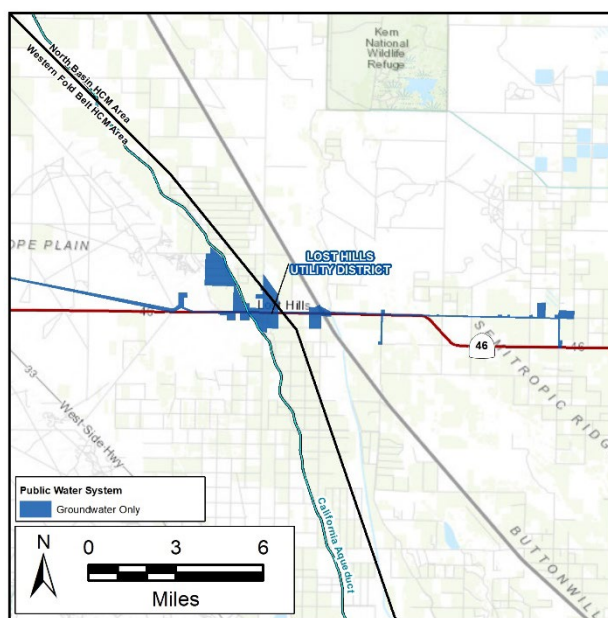 Kern
National
Wildlife
Refuge
North Basin HCM Area
Western Fold Belt HCM Area
OPE PLAIN
LOST HILLS
UTILITY DISTRICT
Hills
46
46
46
SEMITROPIC RIDG
33
West-Side Hwy
BUTTONWILL
California Aqueduct
Public Water System
Groundwater Only
N
0 3 6
Miles